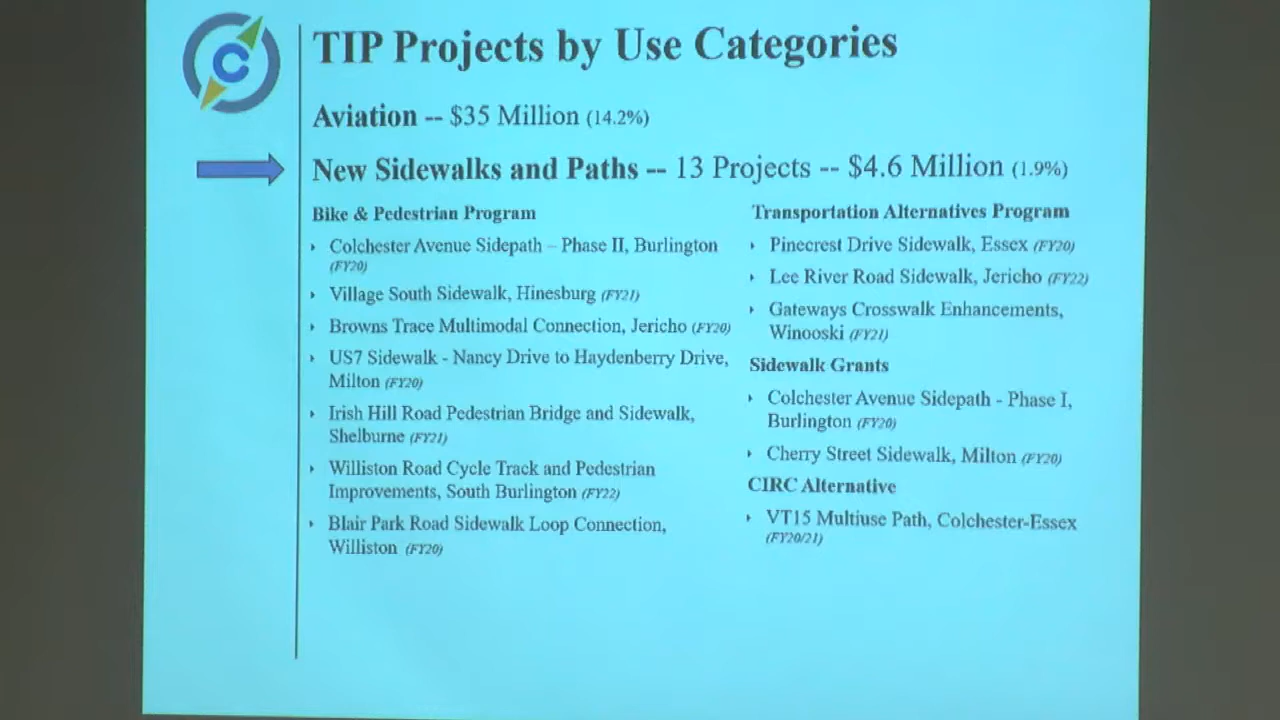 C
TIP Projects by Use Categories
Aviation -- $35 Million (14.2%)
New Sidewalks and Paths -- 13 Projects -- $4.6 Million (1.9%)
Bike & Pedestrian Program
Colchester Avenue Sidepath – Phase II, Burlington
(FY20)
Village South Sidewalk, Hinesburg (FY21)
Browns Trace Multimodal Connection, Jericho (FY20)
US7 Sidewalk - Nancy Drive to Haydenberry Drive,
Milton (FY20)
Irish Hill Road Pedestrian Bridge and Sidewalk,
Shelburne (FY21)
Williston Road Cycle Track and Pedestrian
Improvements, South Burlington (FY22)
Blair Park Road Sidewalk Loop Connection,
Williston (FY20)
Transportation Alternatives Program
Pinecrest Drive Sidewalk, Essex (FY20)
Lee River Road Sidewalk, Jericho (FY22)
Gateways Crosswalk Enhancements,
Winooski (FY21)
Sidewalk Grants
Colchester Avenue Sidepath - Phase I,
Burlington (FY20)
Cherry Street Sidewalk, Milton (FY20)
CIRC Alternative
VT15 Multiuse Path, Colchester-Essex
(FY20/21)